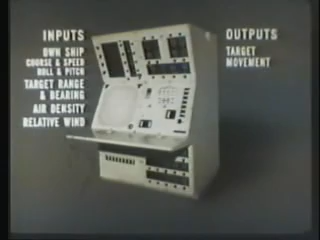 INPUTS
OWN SHIP
COURSE & SPEED
ROLL & PITCH
TARGET RANGE
& BEARING
AIR DENSITY
RELATIVE WIND
OUTPUTS
TARGET
MOVEMENT